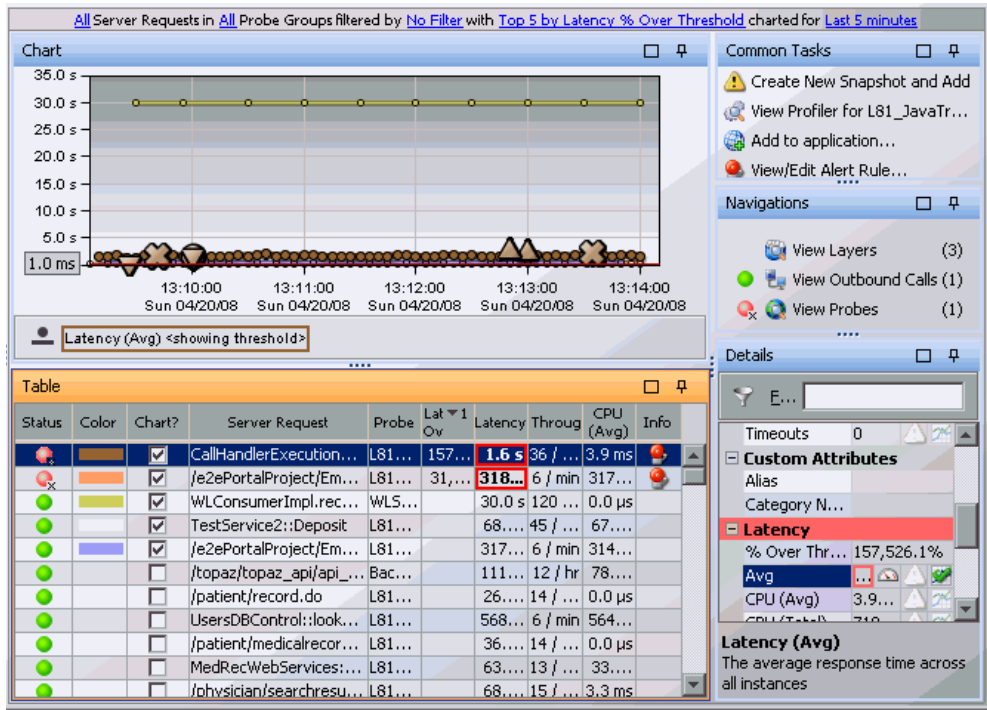 All Server Requests in All Probe Groups filtered by No Filter with Top 5 by Latency % Over Threshold charted for Last 5 minutes
Chart
35.0 s
30.0 s
25.0 s
20.0 s
15.0 s
10.0 s
5.0 s
1.0 ms
13:10:00 13:11:00 13:12:00 13:13:00 13:14:00
Sun 04/20/08 Sun 04/20/08 Sun 04/20/08 Sun 04/20/08 Sun 04/20/08
Latency (Avg) <showing threshold>
Table
Status Color Chart? Server Request Probe Lat 1 Ov Latency Throug CPU (Avg) Info
CallHandlerExecution... L81... 157... 1.6 s 36 / ... 3.9 ms
/e2ePortalProject/Em... L81... 31,... 318... 6 / min 317...
WLConsumerImpl.rec... WLS... 30.0 s 120 ... 0.0 µs
TestService2::Deposit L81... 68.... 45 / ... 67....
/e2ePortalProject/Em... L81... 317... 6 / min 314...
/topaz/topaz_api/api_... Bac... 111... 12 / hr 78....
/patient/record.do L81... 26.... 14 / ... 0.0 µs
UsersDBControl::look... L81... 568... 6 / min 564...
/patient/medicalrecor... L81... 36.... 14 / ... 0.0 µs
MedRecWebServices:... L81... 63.... 13 / ... 33....
/physician/searchresu... L81... 68.... 15 / ... 3.3 ms
Common Tasks
Create New Snapshot and Add
View Profiler for L81_JavaTr...
Add to application...
View/Edit Alert Rule...
Navigations
View Layers (3)
View Outbound Calls (1)
View Probes (1)
Details
F...
Timeouts 0
Custom Attributes
Alias
Category N...
Latency
% Over Thr... 157,526.1%
Avg ...
CPU (Avg) 3.9...
Latency (Avg)
The average response time across
all instances